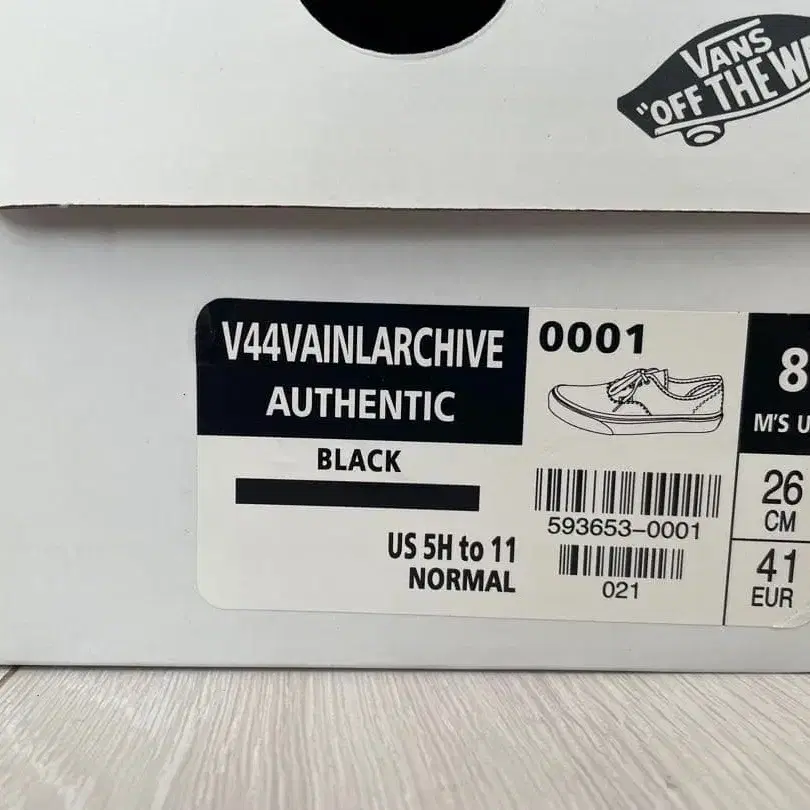 VANS
"OFF THE W
V44VAINLARCHIVE
AUTHENTIC
BLACK
US 5H to 11
NORMAL
0001
593653-0001
021
8
M'S U
26
CM
41
EUR